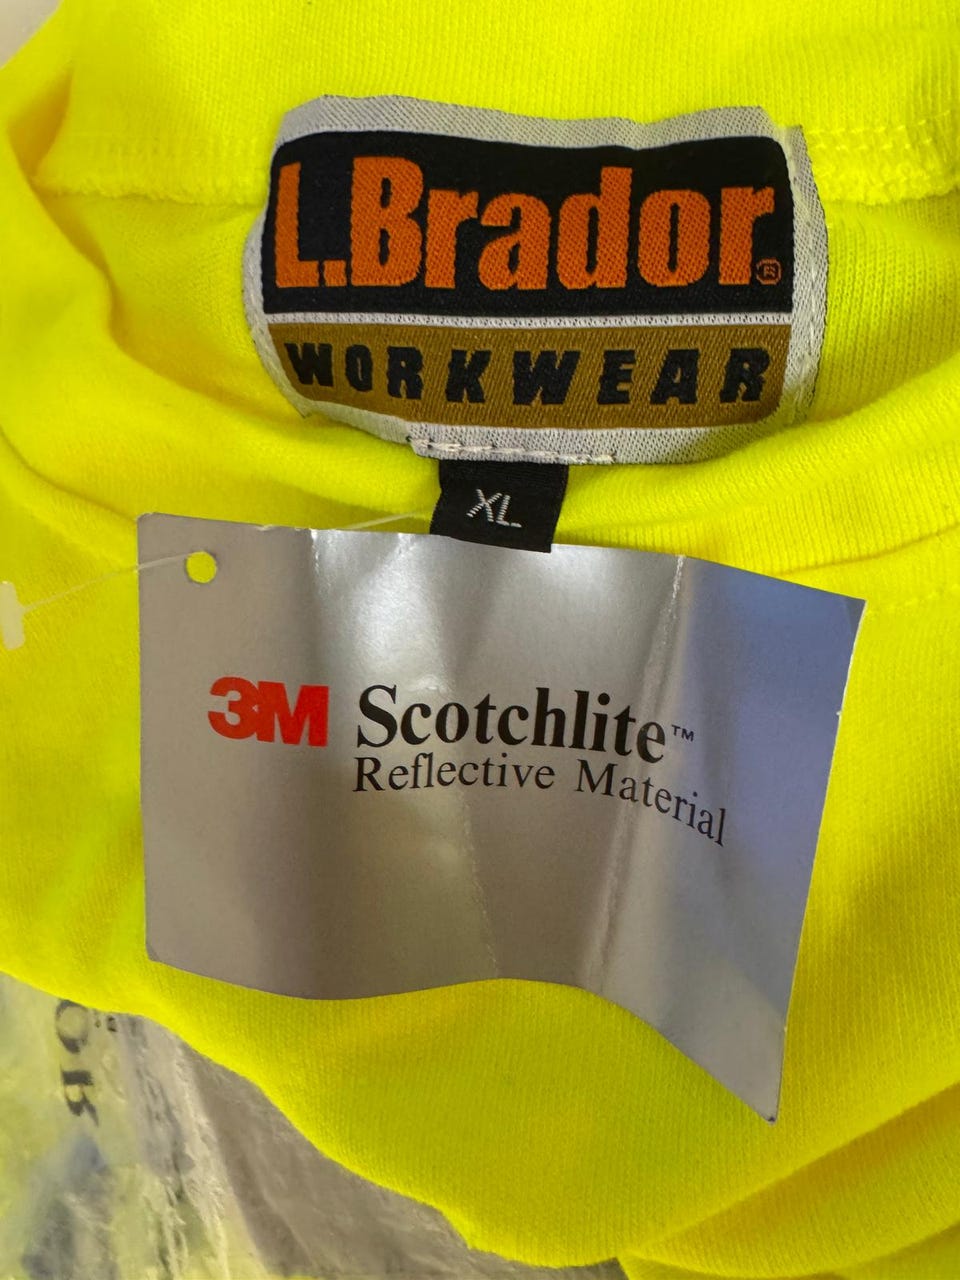 L.Brador®
WORKWEAR
XL
3M Scotchlite™
Reflective Material